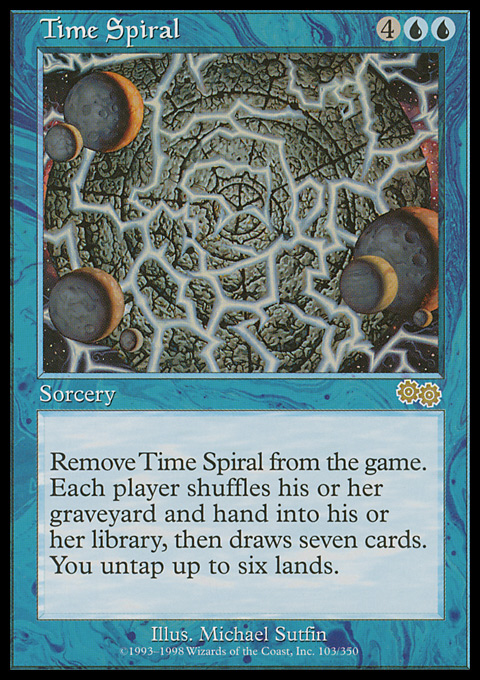 Time Spiral 4
Sorcery
Remove Time Spiral from the game.
Each player shuffles his or her
graveyard and hand into his or
her library, then draws seven cards.
You untap up to six lands.
Illus. Michael Sutfin
©1993–1998 Wizards of the Coast, Inc. 103/350